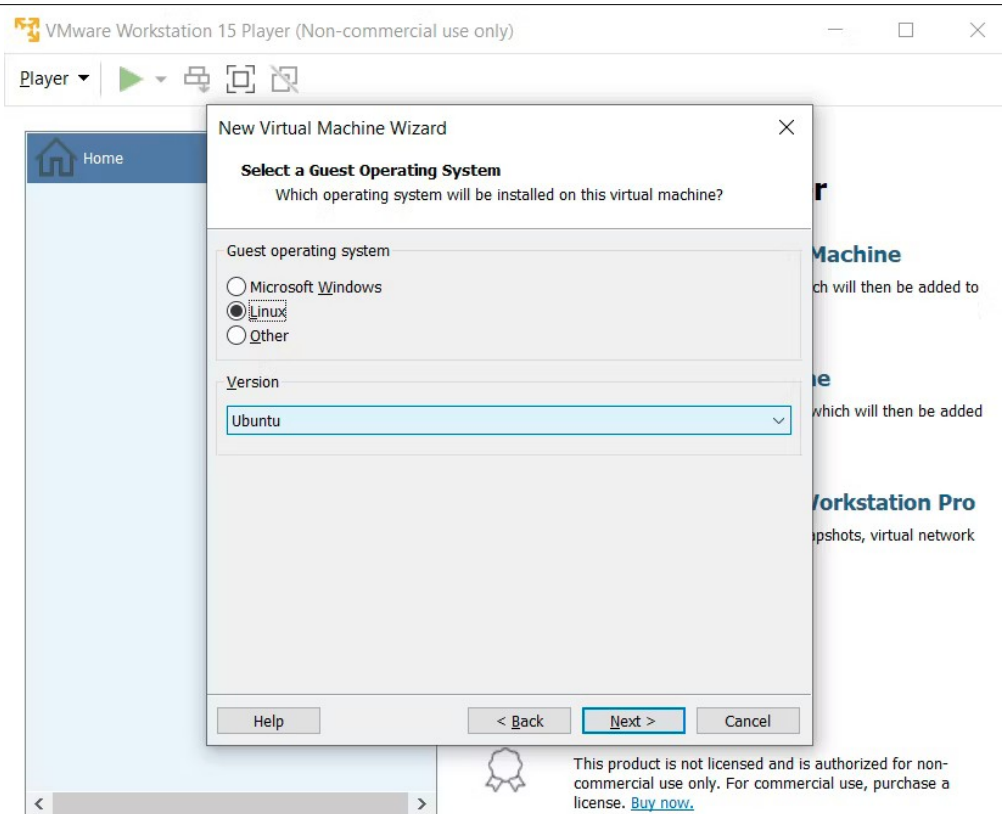 VMware Workstation 15 Player (Non-commercial use only)
Player
Home
New Virtual Machine Wizard
Select a Guest Operating System
Which operating system will be installed on this virtual machine?
Guest operating system
Microsoft Windows
Linux
Other
Version
Ubuntu
Help
< Back
Next >
Cancel
r
Machine
ch will then be added to
ne
which will then be added
Workstation Pro
apshots, virtual network
This product is not licensed and is authorized for non-
commercial use only. For commercial use, purchase a
license. Buy now.